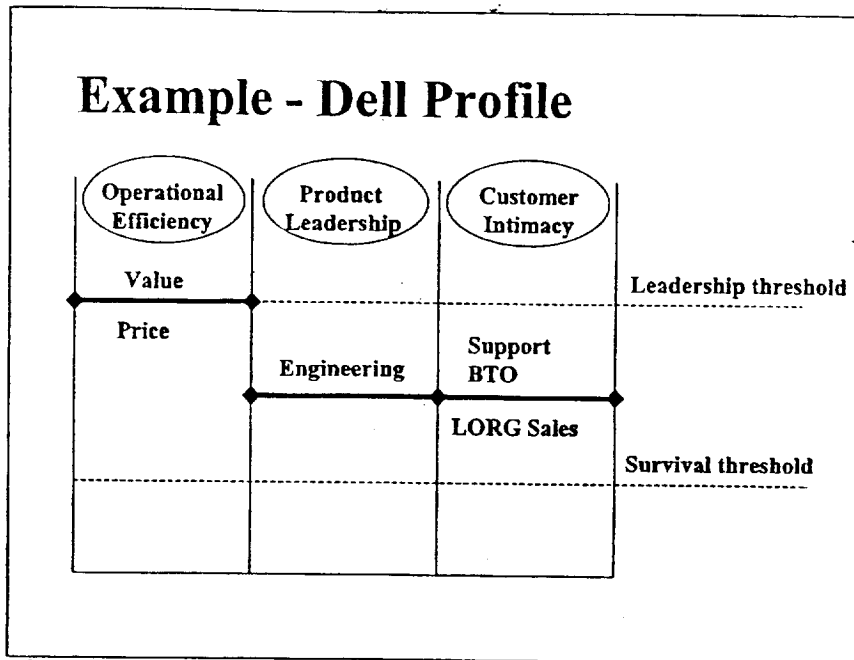 Example - Dell Profile
Operational
Efficiency
Product
Leadership
Customer
Intimacy
Value
Price
Leadership threshold
Engineering
Support
BTO
LORG Sales
Survival threshold